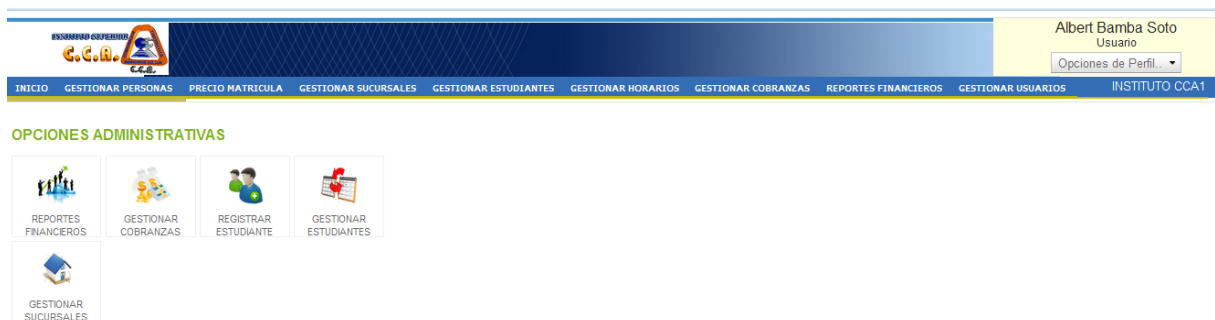 INSTITUTO SUPERIOR
C.C.A.
C.C.A.
Albert Bamba Soto
Usuario
Opciones de Perfil..
INICIO GESTIONAR PERSONAS PRECIO MATRICULA GESTIONAR SUCURSALES GESTIONAR ESTUDIANTES GESTIONAR HORARIOS GESTIONAR COBRANZAS REPORTES FINANCIEROS GESTIONAR USUARIOS INSTITUTO CCA1
OPCIONES ADMINISTRATIVAS
REPORTES
FINANCIEROS
GESTIONAR
COBRANZAS
REGISTRAR
ESTUDIANTE
GESTIONAR
ESTUDIANTES
GESTIONAR
SUCURSALES